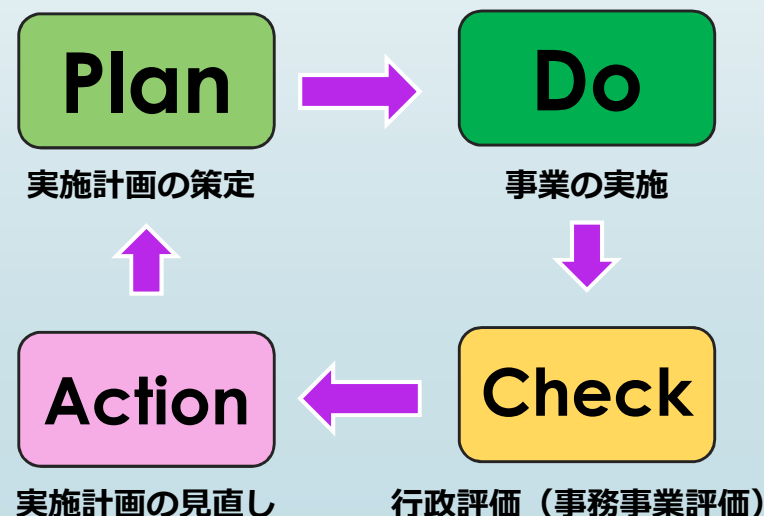 Plan
Do
実施計画の策定
事業の実施
Action
Check
実施計画の見直し
行政評価（事務事業評価）